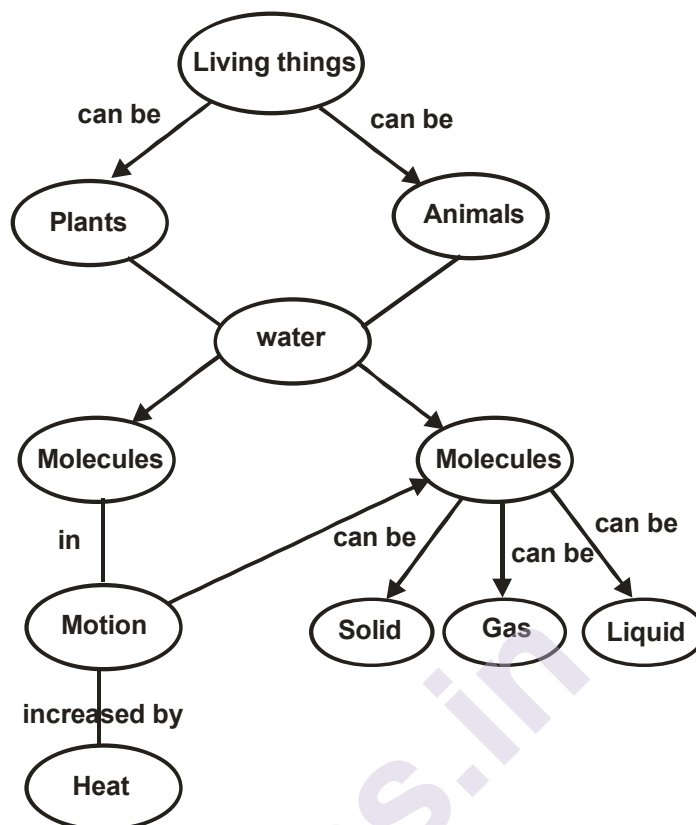 Living things
can be
can be
Plants
Animals
water
Molecules
Molecules
in
can be
can be
can be
Motion
Solid
Gas
Liquid
increased by
Heat
s.in